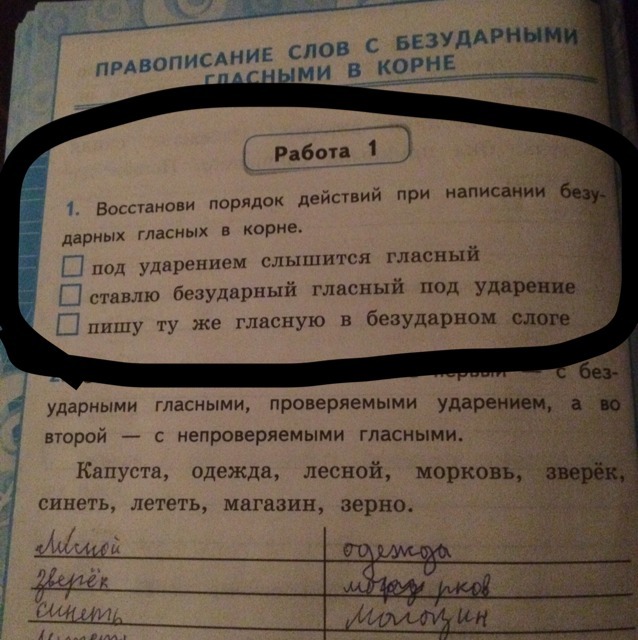 ПРАВОПИСАНИЕ СЛОВ С БЕЗУДАРНЫМИ
ГЛАСНЫМИ В КОРНЕ
Работа 1
1. Восстанови порядок действий при написании безу-
дарных гласных в корне.
под ударением слышится гласный
ставлю безударный гласный под ударение
пишу ту же гласную в безударном слоге
первый — с без-
ударными гласными, проверяемыми ударением, а во
второй — с непроверяемыми гласными.
Капуста, одежда, лесной, морковь, зверёк,
синеть, лететь, магазин, зерно.
лесной одежда
зверёк
синеть магазин